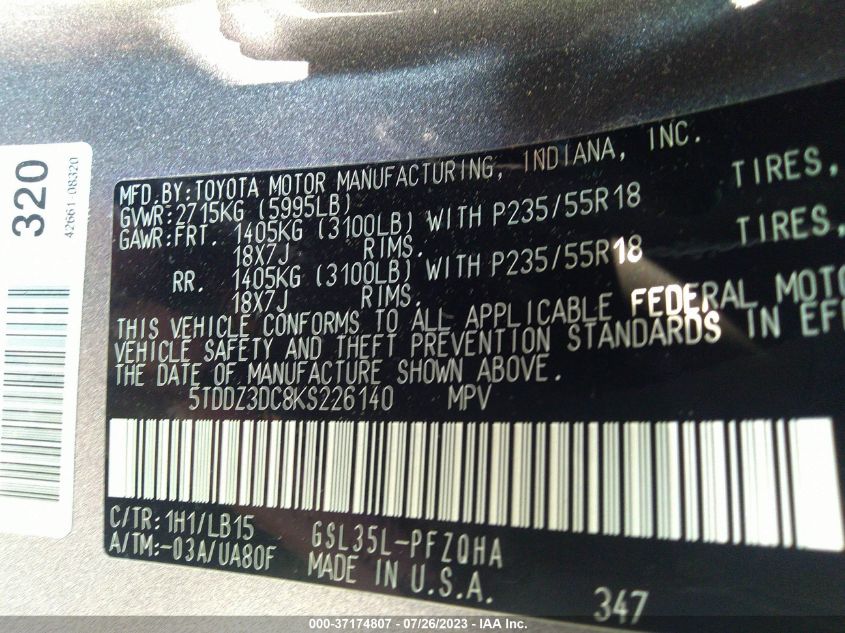 320
42661-08320
MFD.BY:TOYOTA MOTOR MANUFACTURING, INDIANA, INC.
GVWR:2715KG (5995LB)
GAWR:FRT. 1405KG (3100LB) WITH P235/55R18 TIRES,
18X7J RIMS.
RR. 1405KG (3100LB) WITH P235/55R18 TIRES,
18X7J RIMS.
THIS VEHICLE CONFORMS TO ALL APPLICABLE FEDERAL MOTO
VEHICLE SAFETY AND THEFT PREVENTION STANDARDS IN EFF
THE DATE OF MANUFACTURE SHOWN ABOVE.
5TDDZ3DC8KS226140 MPV
C/TR:1H1/LB15 GSL35L-PFZQHA
A/TM:-03A/UA80F MADE IN U.S.A. 347
000-37174807 - 07/26/2023 - IAA Inc.